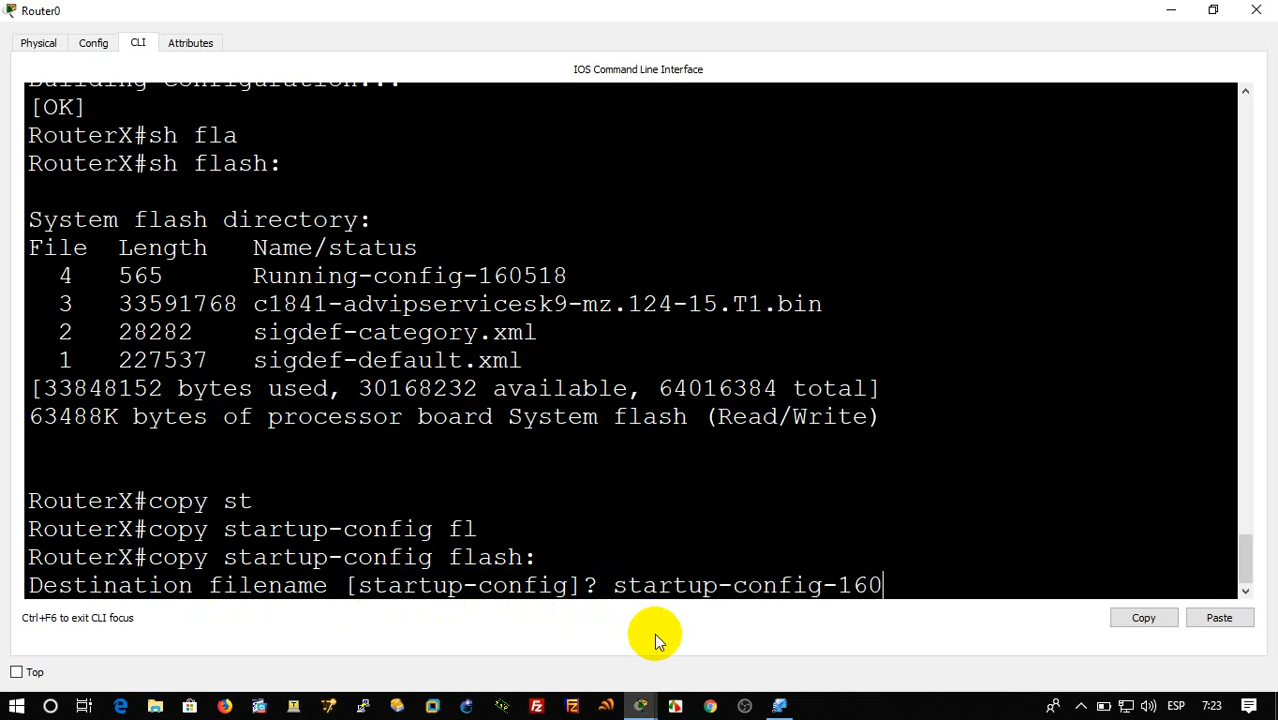 Router0
Physical
Config
CLI
Attributes
IOS Command Line Interface
Building configuration...
[OK]
RouterX#sh fla
RouterX#sh flash:
System flash directory:
File Length Name/status
4 565 Running-config-160518
3 33591768 c1841-advipservicesk9-mz.124-15.T1.bin
2 28282 sigdef-category.xml
1 227537 sigdef-default.xml
[33848152 bytes used, 30168232 available, 64016384 total]
63488K bytes of processor board System flash (Read/Write)
RouterX#copy st
RouterX#copy startup-config fl
RouterX#copy startup-config flash:
Destination filename [startup-config]? startup-config-160
Ctrl+F6 to exit CLI focus
Copy
Paste
Top
ESP
7:23